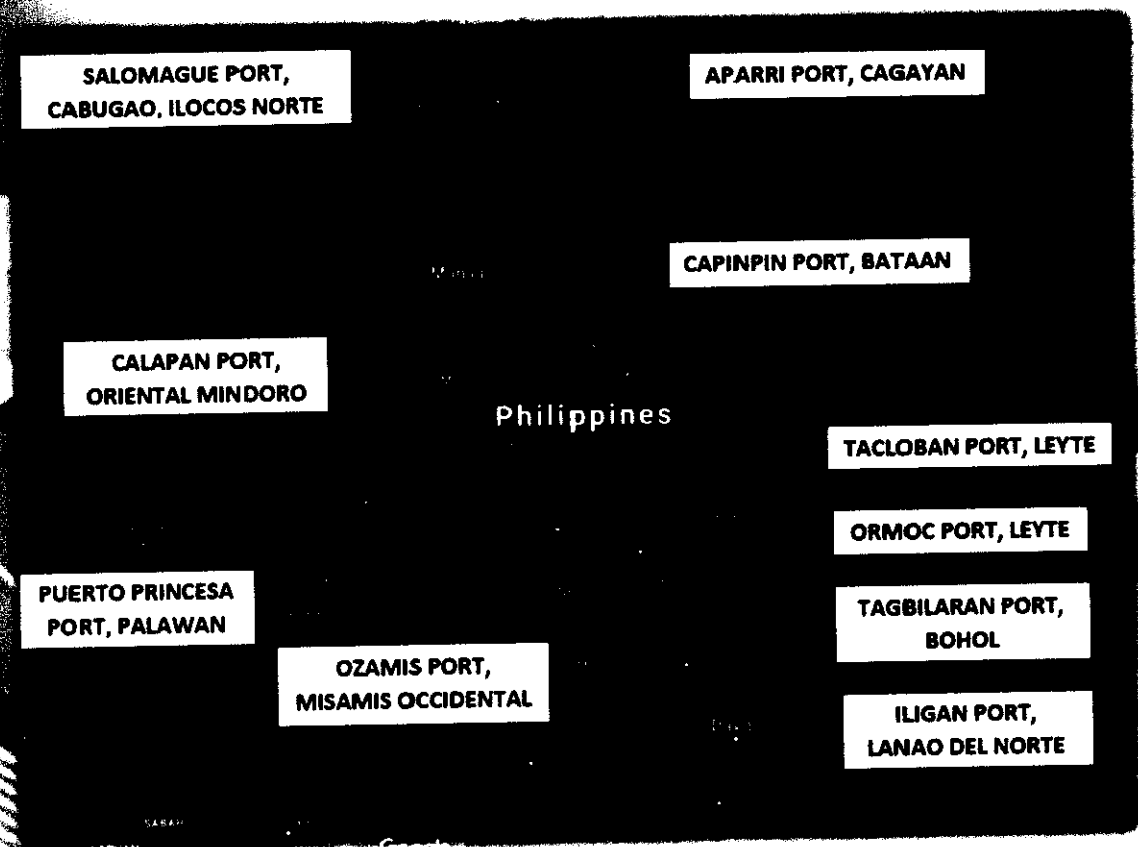 SALOMAGUE PORT,
CABUGAO, ILOCOS NORTE
APARRI PORT, CAGAYAN
CAPINPIN PORT, BATAAN
CALAPAN PORT,
ORIENTAL MINDORO
Philippines
TACLOBAN PORT, LEYTE
ORMOC PORT, LEYTE
PUERTO PRINCESA
PORT, PALAWAN
TAGBILARAN PORT,
BOHOL
OZAMIS PORT,
MISAMIS OCCIDENTAL
ILIGAN PORT,
LANAO DEL NORTE
SABAH